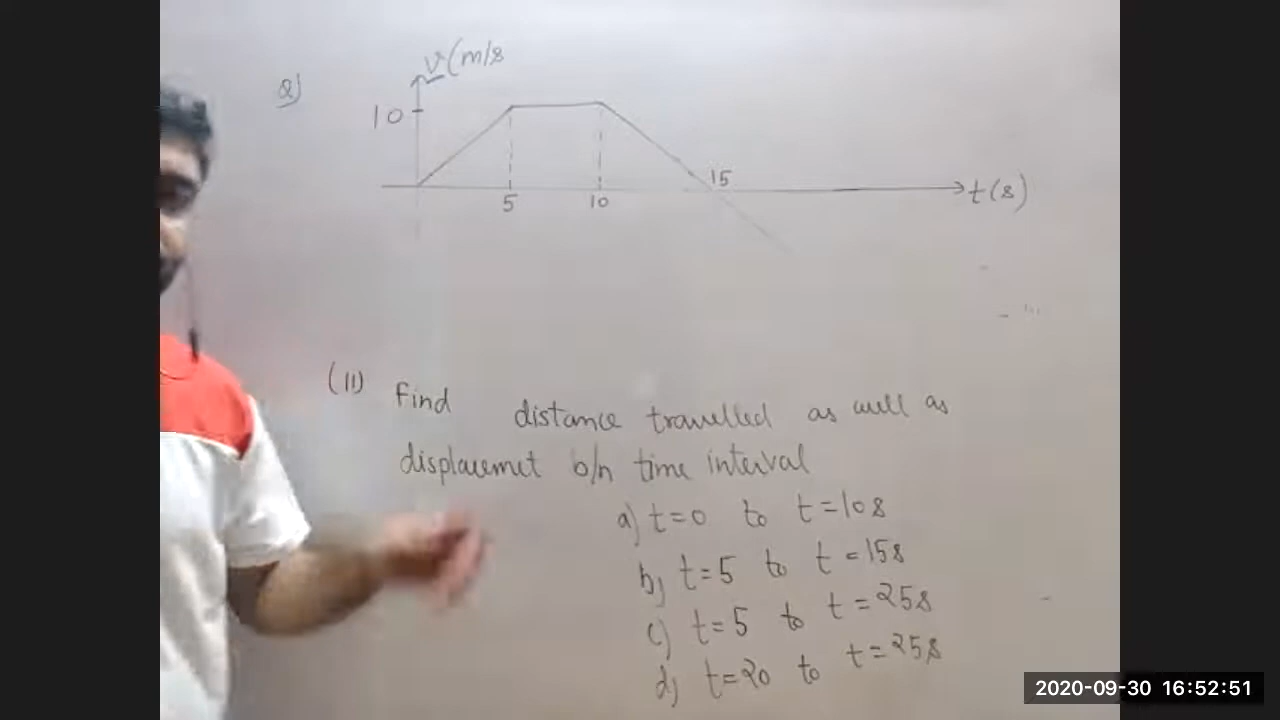 Q)
v(m/s
10
15
5
10
t(s)
(II) Find distance travelled as well as
displacemet b/n time interval
a) t=0 to t=10s
b) t=5 to t=15s
c) t=5 to t=25s
d) t=20 to t=25s
2020-09-30 16:52:51